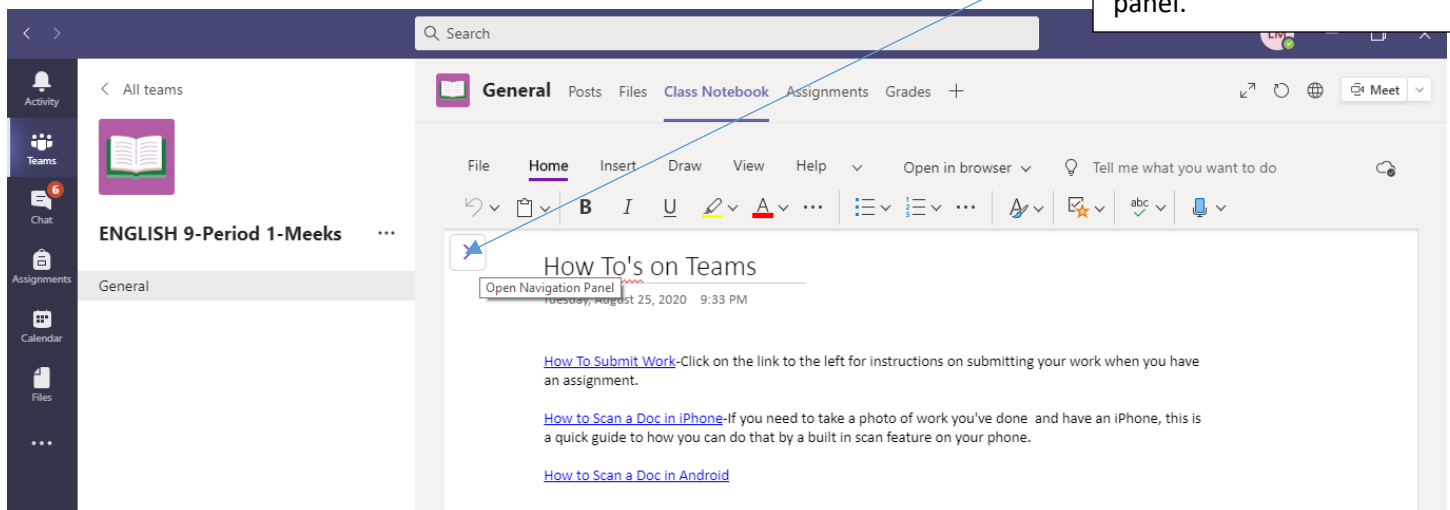 panel.
Search
LM
Activity
Teams
6
Chat
Assignments
Calendar
Files
All teams
ENGLISH 9-Period 1-Meeks
General
General Posts Files Class Notebook Assignments Grades
Meet
File Home Insert Draw View Help Open in browser Tell me what you want to do
B I U A abc
How To's on Teams
Open Navigation Panel
Tuesday, August 25, 2020 9:33 PM
How To Submit Work-Click on the link to the left for instructions on submitting your work when you have
an assignment.
How to Scan a Doc in iPhone-If you need to take a photo of work you've done and have an iPhone, this is
a quick guide to how you can do that by a built in scan feature on your phone.
How to Scan a Doc in Android